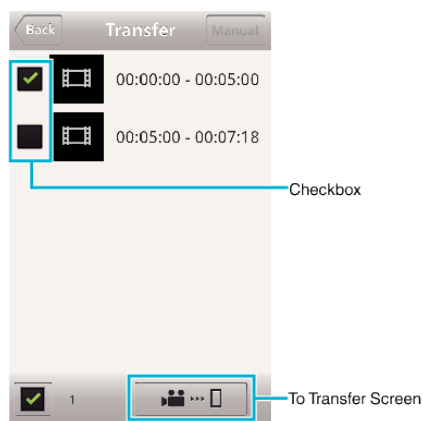 Back Transfer Manual
00:00:00 - 00:05:00
00:05:00 - 00:07:18
Checkbox
1
To Transfer Screen